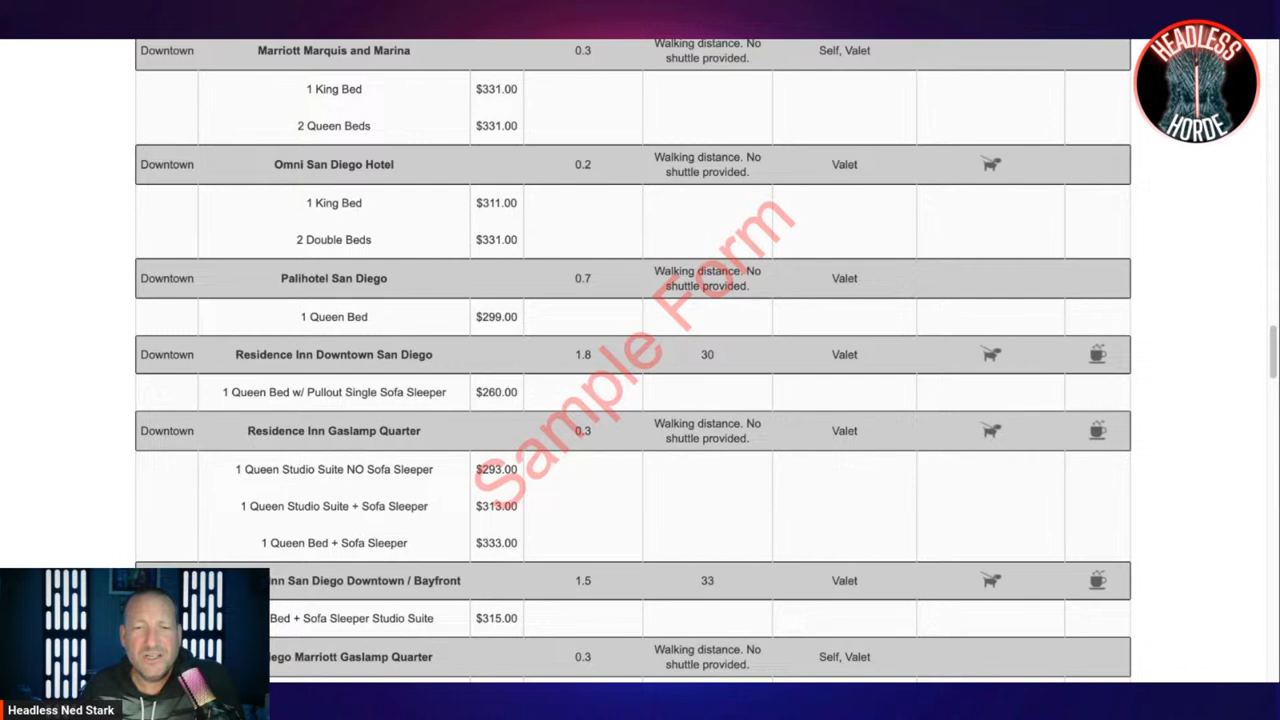 HEADLESS
HORDE
Downtown Marriott Marquis and Marina 0.3 Walking distance. No shuttle provided. Self, Valet
1 King Bed $331.00
2 Queen Beds $331.00
Downtown Omni San Diego Hotel 0.2 Walking distance. No shuttle provided. Valet
1 King Bed $311.00
2 Double Beds $331.00
Downtown Palihotel San Diego 0.7 Walking distance. No shuttle provided. Valet
1 Queen Bed $299.00
Downtown Residence Inn Downtown San Diego 1.8 30 Valet
1 Queen Bed w/ Pullout Single Sofa Sleeper $260.00
Downtown Residence Inn Gaslamp Quarter 0.3 Walking distance. No shuttle provided. Valet
1 Queen Studio Suite NO Sofa Sleeper $293.00
1 Queen Studio Suite + Sofa Sleeper $313.00
1 Queen Bed + Sofa Sleeper $333.00
Inn San Diego Downtown / Bayfront 1.5 33 Valet
Bed + Sofa Sleeper Studio Suite $315.00
iego Marriott Gaslamp Quarter 0.3 Walking distance. No shuttle provided. Self, Valet
Sample Form
Headless Ned Stark